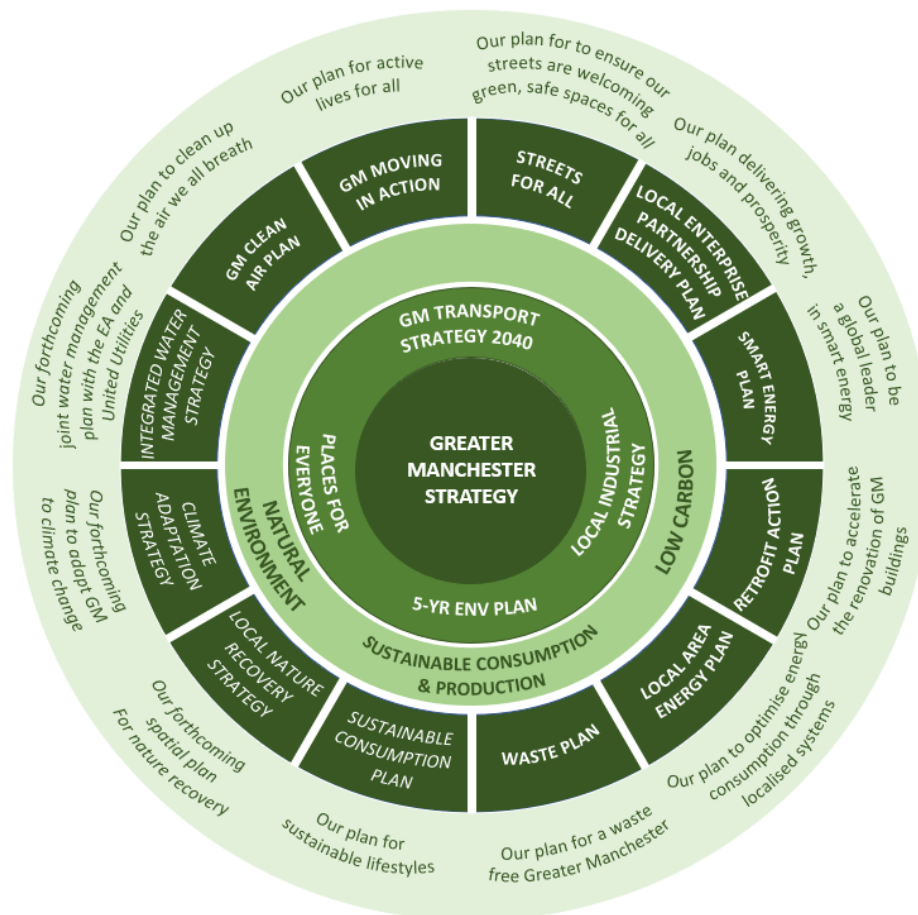 GREATER
MANCHESTER
STRATEGY
GM TRANSPORT
STRATEGY 2040
LOCAL INDUSTRIAL
STRATEGY
5-YR ENV PLAN
PLACES FOR
EVERYONE
LOW CARBON
SUSTAINABLE CONSUMPTION
& PRODUCTION
NATURAL
ENVIRONMENT
STREETS
FOR ALL
Our plan for to ensure our
streets are welcoming
green, safe spaces for all
LOCAL ENTERPRISE
PARTNERSHIP
DELIVERY PLAN
Our plan delivering growth,
jobs and prosperity
SMART ENERGY
PLAN
Our plan to be
a global leader
in smart energy
RETROFIT ACTION
PLAN
Our plan to accelerate
the renovation of GM
buildings
LOCAL AREA
ENERGY PLAN
Our plan to optimise energy
consumption through
localised systems
WASTE PLAN
Our plan for a waste
free Greater Manchester
SUSTAINABLE
CONSUMPTION
PLAN
Our plan for
sustainable lifestyles
LOCAL NATURE
RECOVERY
STRATEGY
Our forthcoming
spatial plan
For nature recovery
CLIMATE
ADAPTATION
STRATEGY
Our forthcoming
plan to adapt GM
to climate change
INTEGRATED WATER
MANAGEMENT
STRATEGY
Our forthcoming
joint water management
plan with the EA and
United Utilities
GM CLEAN
AIR PLAN
Our plan to clean up
the air we all breath
GM MOVING
IN ACTION
Our plan for active
lives for all